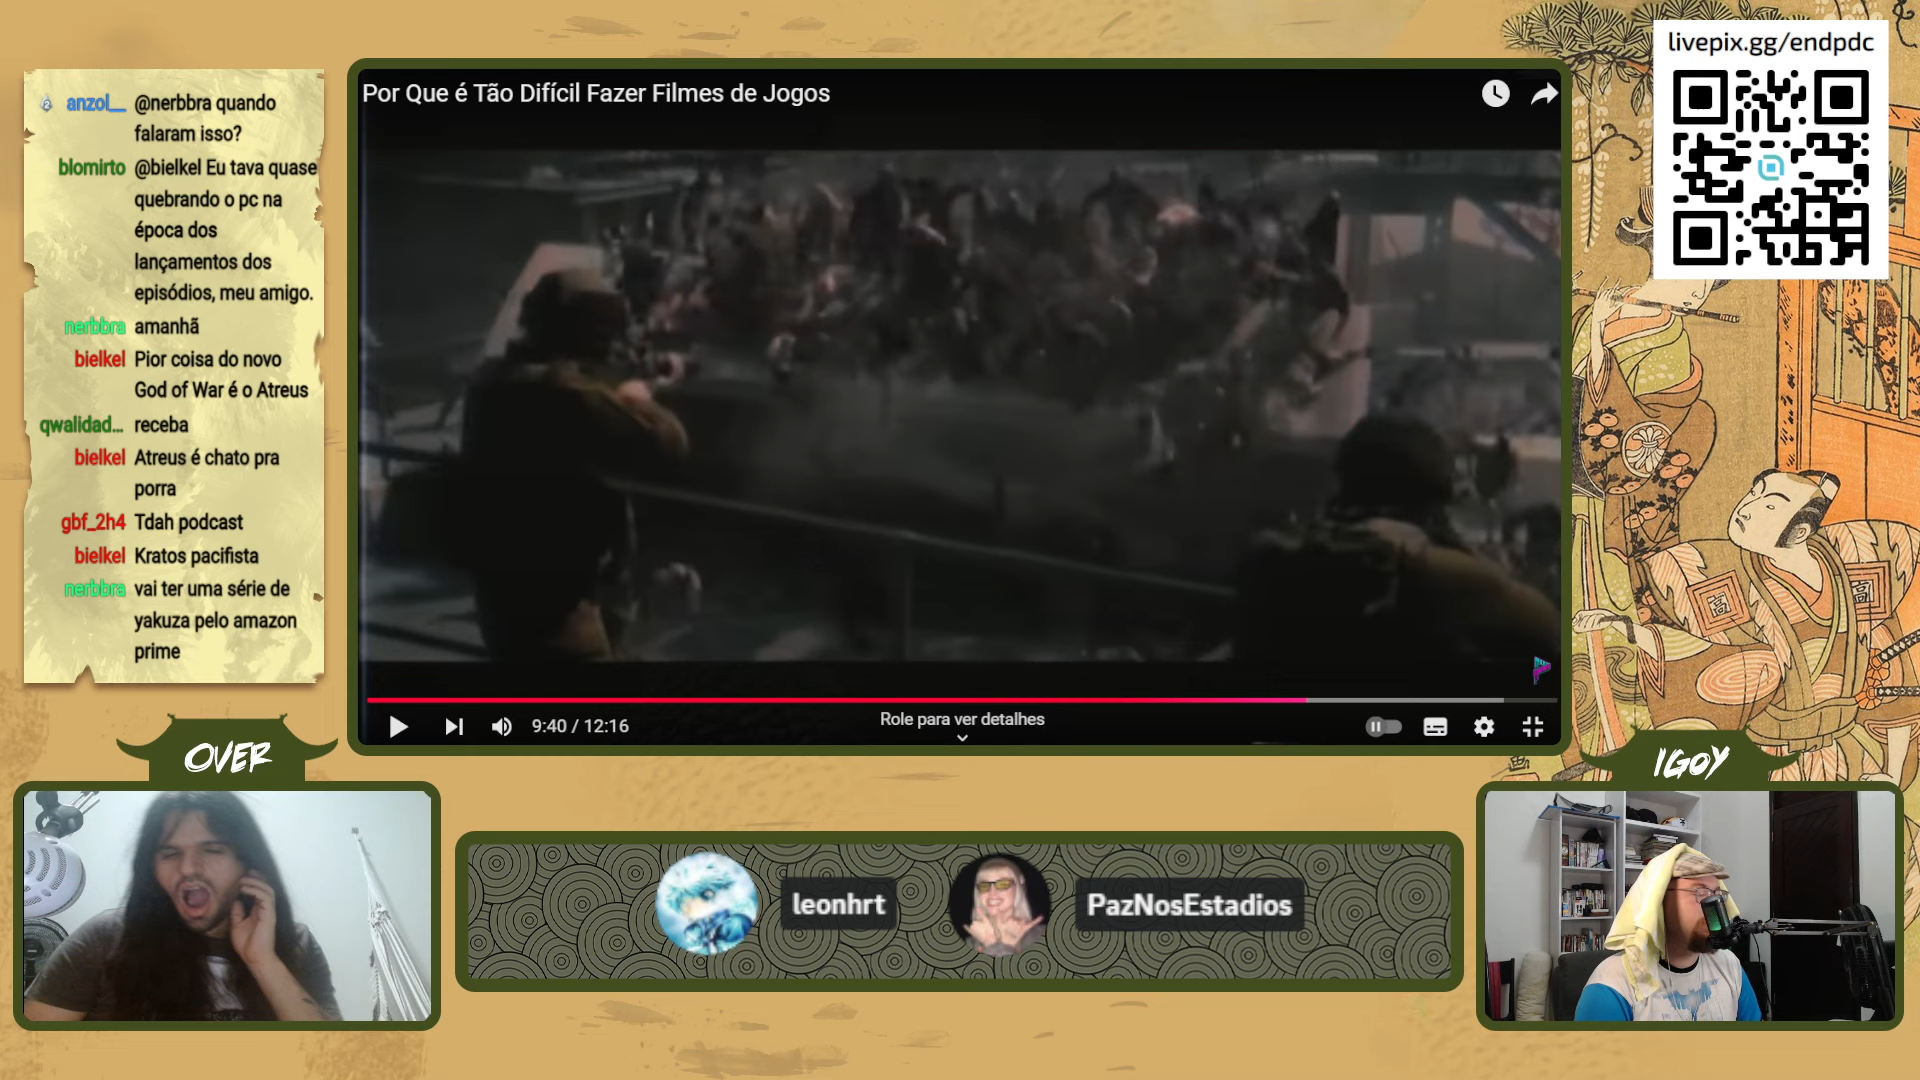 livepix.gg/endpdc
Por Que é Tão Difícil Fazer Filmes de Jogos
anzol__ @nerbbra quando
falaram isso?
blomirto @bielkel Eu tava quase
quebrando o pc na
época dos
lançamentos dos
episódios, meu amigo.
nerbbra amanhã
bielkel Pior coisa do novo
God of War é o Atreus
qwalidad... receba
bielkel Atreus é chato pra
porra
gbf_2h4 Tdah podcast
bielkel Kratos pacifista
nerbbra vai ter uma série de
yakuza pelo amazon
prime
9:40 / 12:16
Role para ver detalhes
OVER
IGOY
leonhrt
PazNosEstadios